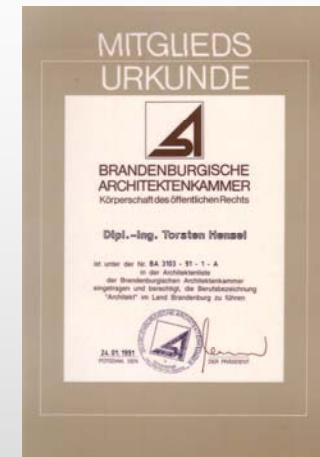 MITGLIEDS
URKUNDE
BRANDENBURGISCHE
ARCHITEKTENKAMMER
Körperschaft des öffentlichen Rechts
Dipl.-Ing. Torsten Hensel
ist unter der Nr. BA 3103 - 91 - 1 - A
in der Architektenliste
der Brandenburgischen Architektenkammer
eingetragen und berechtigt, die Berufsbezeichnung
"Architekt" im Land Brandenburg zu führen
24.01.1991
POTSDAM, DEN
DER PRÄSIDENT